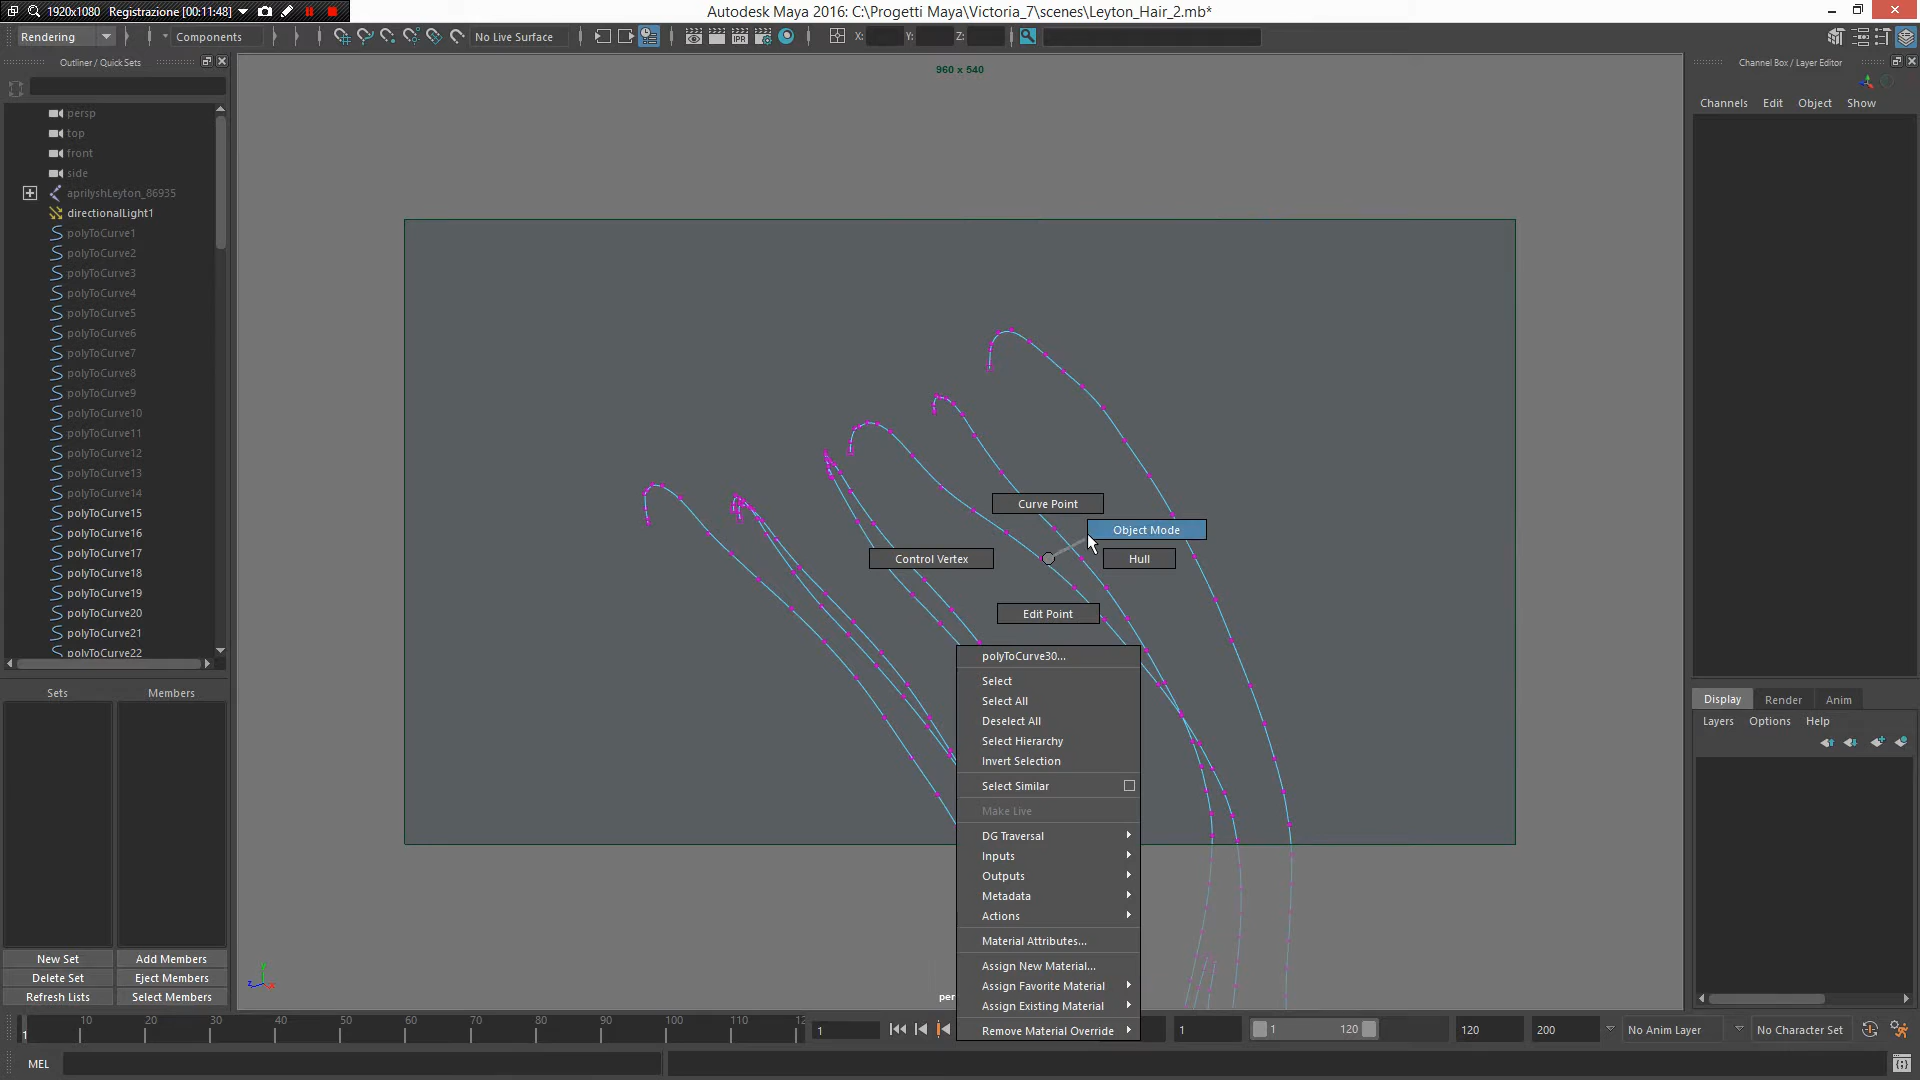 1920x1080 Registrazione [00:11:48]
Autodesk Maya 2016: C:\Progetti Maya\Victoria_7\scenes\Leyton_Hair_2.mb*
Rendering
Components
No Live Surface
IPR
X:
Y:
Z:
Outliner / Quick Sets
Channel Box / Layer Editor
960 x 540
Channels Edit Object Show
persp
top
front
side
aprilyshLeyton_86935
directionalLight1
polyToCurve1
polyToCurve2
polyToCurve3
polyToCurve4
polyToCurve5
polyToCurve6
polyToCurve7
polyToCurve8
polyToCurve9
polyToCurve10
polyToCurve11
polyToCurve12
polyToCurve13
polyToCurve14
polyToCurve15
polyToCurve16
polyToCurve17
polyToCurve18
polyToCurve19
polyToCurve20
polyToCurve21
polyToCurve22
Curve Point
Object Mode
Control Vertex
Hull
Edit Point
polyToCurve30...
Select
Select All
Deselect All
Select Hierarchy
Invert Selection
Select Similar
Make Live
DG Traversal
Inputs
Outputs
Metadata
Actions
Material Attributes...
Assign New Material...
Assign Favorite Material
Assign Existing Material
Remove Material Override
Sets Members
Display Render Anim
Layers Options Help
New Set Add Members
Delete Set Eject Members
Refresh Lists Select Members
per
1 10 20 30 40 50 60 70 80 90 100 110 12
1
1
1 120
120
200
No Anim Layer
No Character Set
MEL